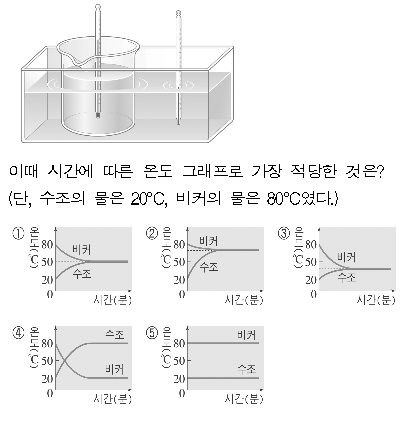 이때 시간에 따른 온도 그래프로 가장 적당한 것은?
(단, 수조의 물은 20℃, 비커의 물은 80℃였다.)
① 온도(℃) 80 50 20 0 비커 수조 시간(분)
② 온도(℃) 80 50 20 0 비커 수조 시간(분)
③ 온도(℃) 80 50 20 0 비커 수조 시간(분)
④ 온도(℃) 80 50 20 0 수조 비커 시간(분)
⑤ 온도(℃) 80 50 20 0 비커 수조 시간(분)